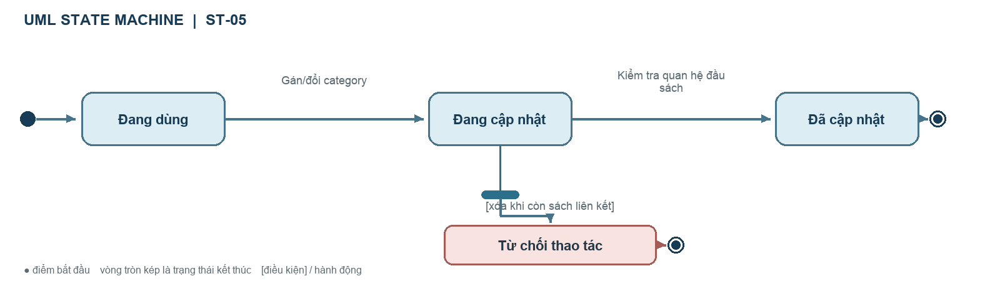 UML STATE MACHINE | ST-05
Gán/đổi category
Kiểm tra quan hệ đầu
sách
Đang dùng
Đang cập nhật
Đã cập nhật
[xóa khi còn sách liên kết]
Từ chối thao tác
● điểm bắt đầu vòng tròn kép là trạng thái kết thúc [điều kiện] / hành động